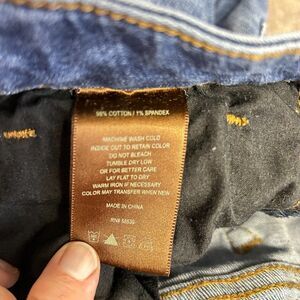 COTTON / 1% SPANDEX
MACHINE WASH COLD
INSIDE OUT TO RETAIN COLOR
DO NOT BLEACH
TUMBLE DRY LOW
OR FOR BETTER CARE
LAY FLAT TO DRY
WARM IRON IF NECESSARY
COLOR MAY TRANSFER WHEN NEW
MADE IN CHINA
RN#